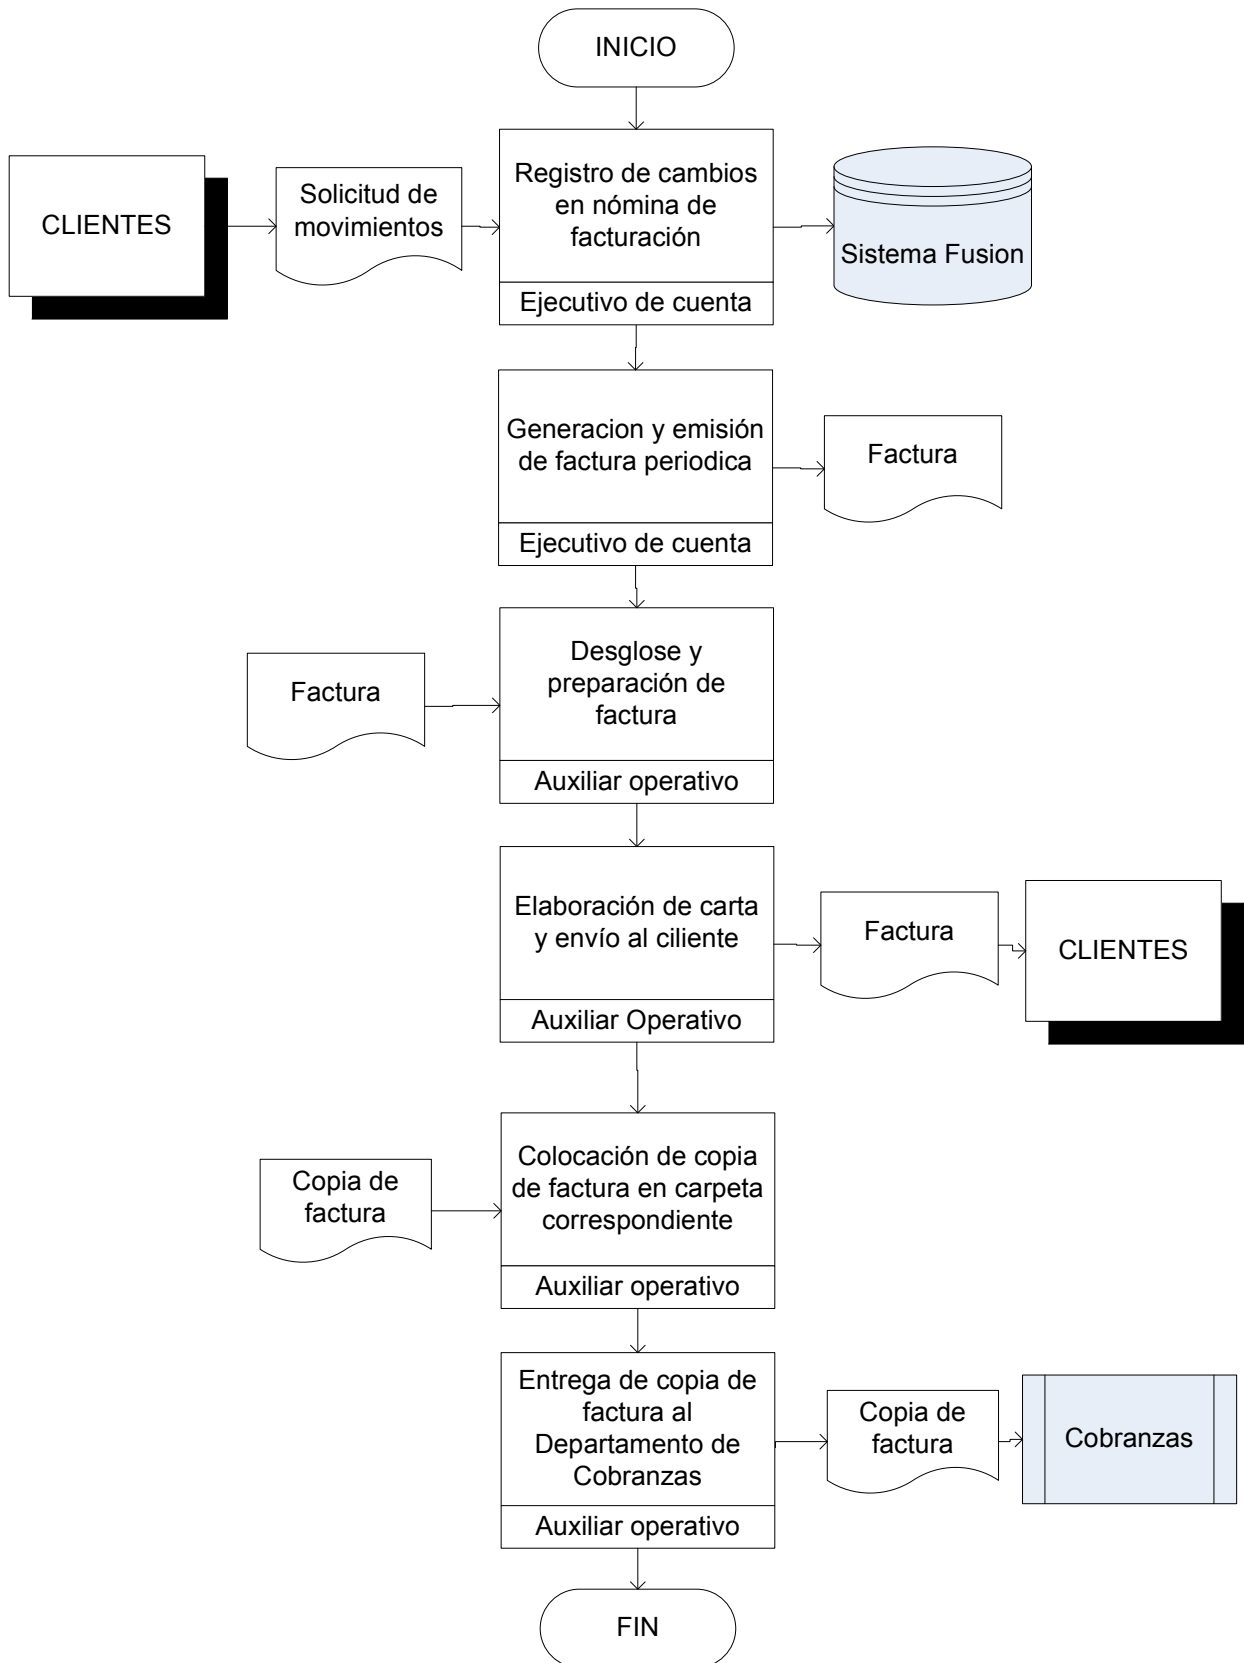 INICIO
CLIENTES
Solicitud de
movimientos
Registro de cambios
en nómina de
facturación
Ejecutivo de cuenta
Sistema Fusion
Generacion y emisión
de factura periodica
Ejecutivo de cuenta
Factura
Factura
Desglose y
preparación de
factura
Auxiliar operativo
Elaboración de carta
y envío al ciliente
Auxiliar Operativo
Factura
CLIENTES
Copia de
factura
Colocación de copia
de factura en carpeta
correspondiente
Auxiliar operativo
Entrega de copia de
factura al
Departamento de
Cobranzas
Auxiliar operativo
Copia de
factura
Cobranzas
FIN